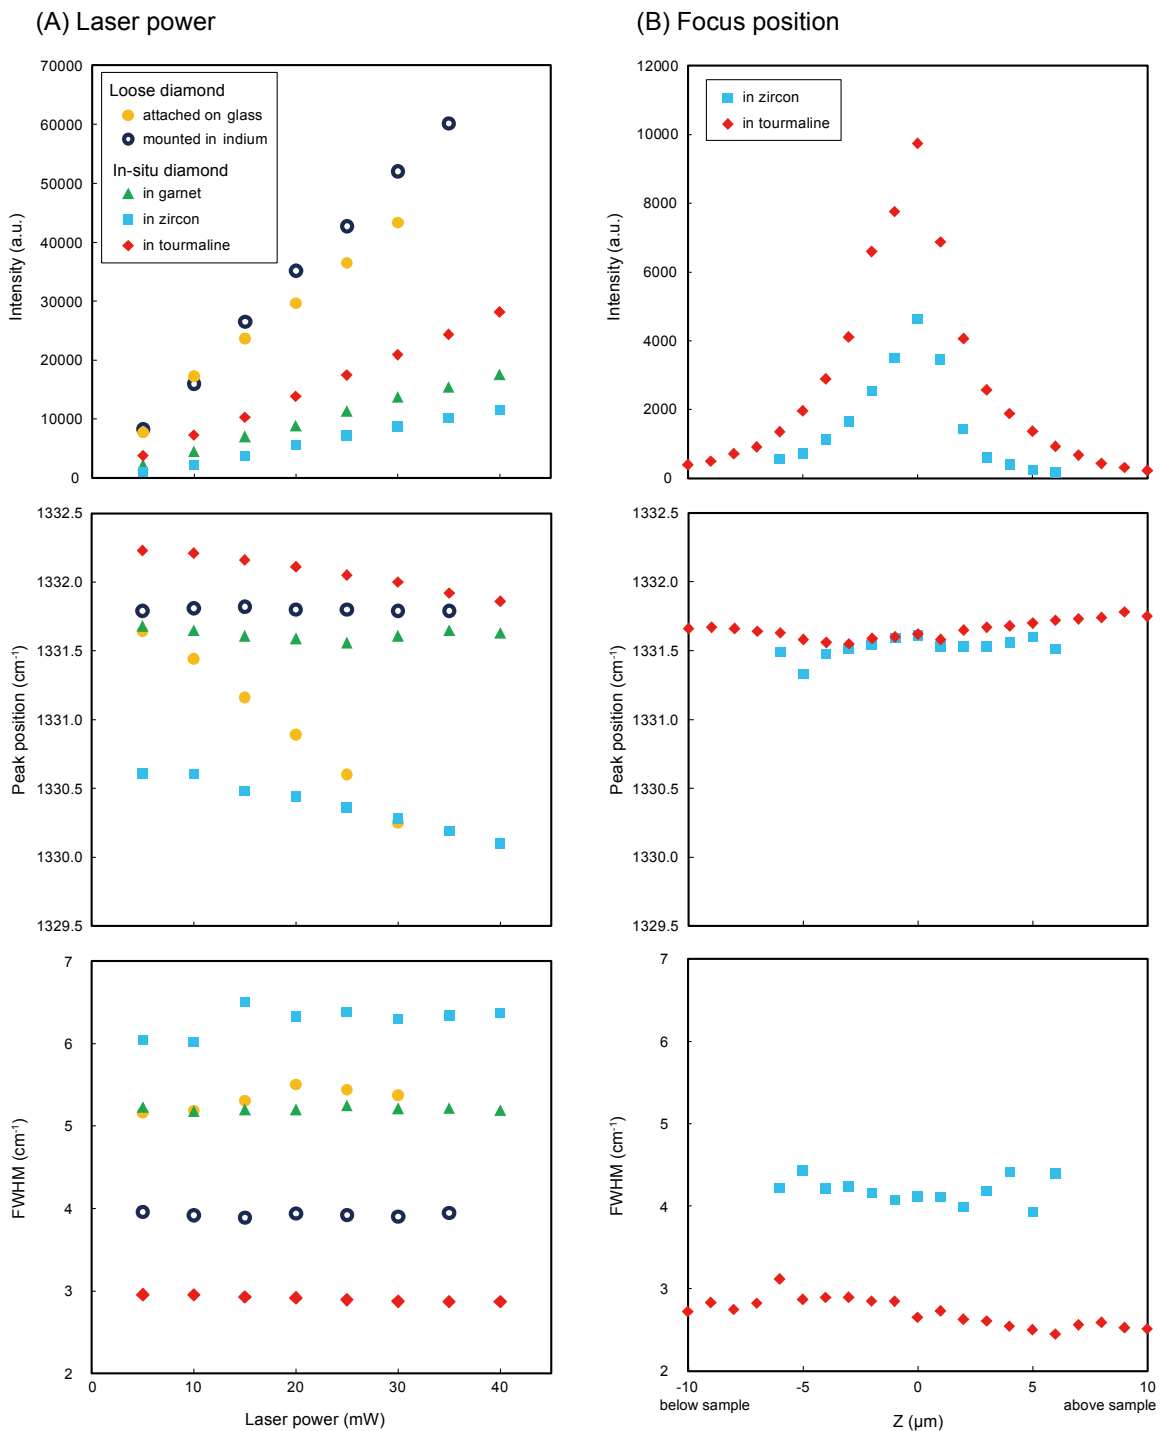 (A) Laser power
70000
60000
50000
40000
30000
20000
10000
0
Intensity (a.u.)
Loose diamond
attached on glass
mounted in indium
In-situ diamond
in garnet
in zircon
in tourmaline
1332.5
1332.0
1331.5
1331.0
1330.5
1330.0
1329.5
Peak position (cm⁻¹)
7
6
5
4
3
2
FWHM (cm⁻¹)
0
10
20
30
40
Laser power (mW)
(B) Focus position
12000
10000
8000
6000
4000
2000
0
Intensity (a.u.)
in zircon
in tourmaline
1332.5
1332.0
1331.5
1331.0
1330.5
1330.0
1329.5
Peak position (cm⁻¹)
7
6
5
4
3
2
FWHM (cm⁻¹)
-10
-5
0
5
10
below sample
above sample
Z (µm)